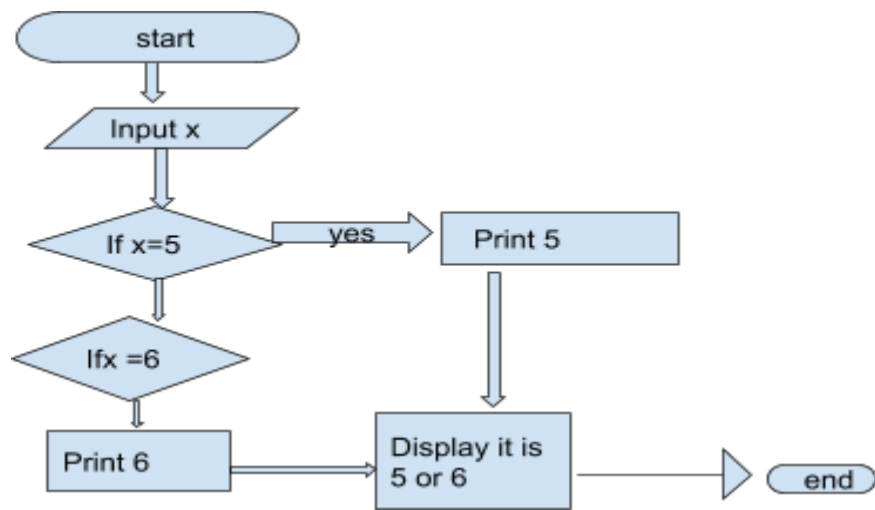 start
Input x
If x=5
yes
Print 5
Ifx =6
Print 6
Display it is
5 or 6
end